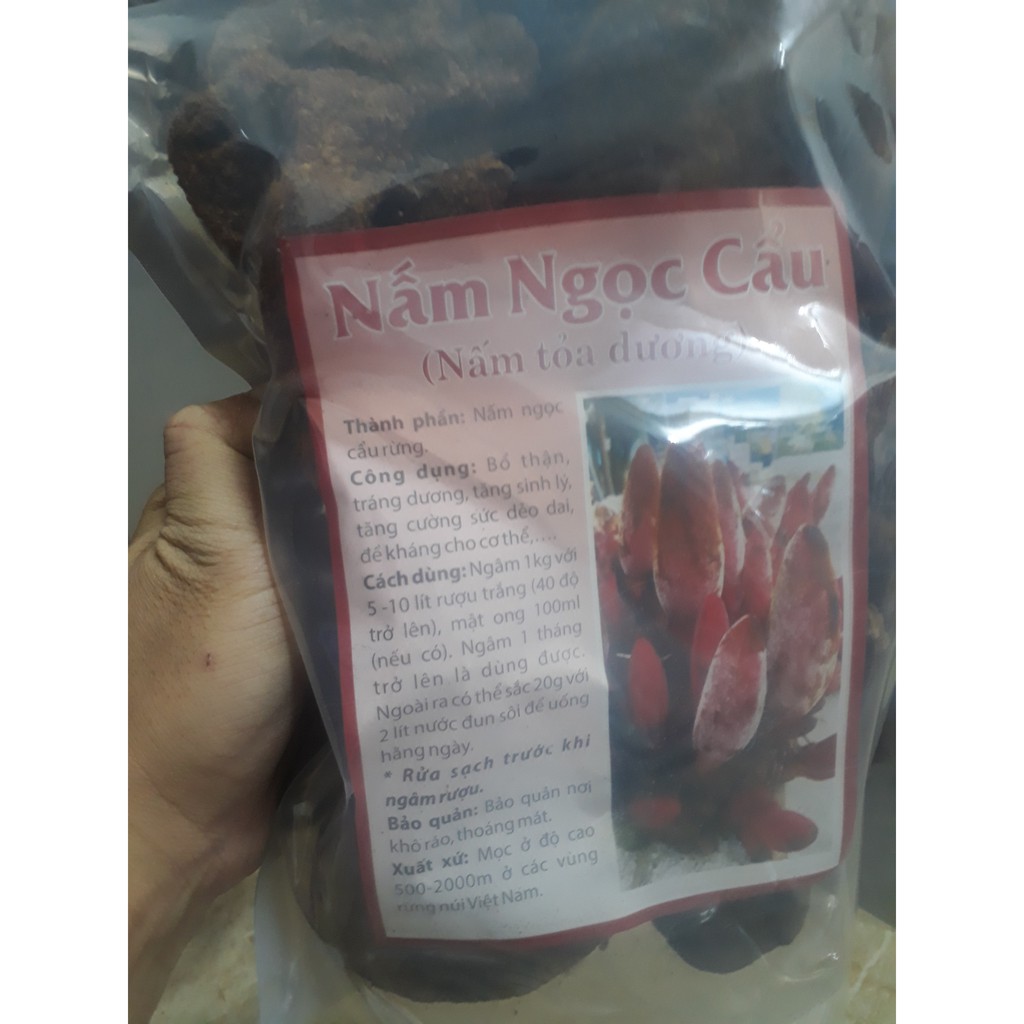 Nấm Ngọc Cẩu
(Nấm tỏa dương)
Thành phần: Nấm ngọc
cẩu rừng.
Công dụng: Bổ thận,
tráng dương, tăng sinh lý,
tăng cường sức dẻo dai,
đề kháng cho cơ thể,....
Cách dùng: Ngâm 1kg với
5 -10 lít rượu trắng (40 độ
trở lên), mật ong 100ml
(nếu có). Ngâm 1 tháng
trở lên là dùng được.
Ngoài ra có thể sắc 20g với
2 lít nước đun sôi để uống
hàng ngày.
* Rửa sạch trước khi
ngâm rượu.
Bảo quản: Bảo quản nơi
khô ráo, thoáng mát.
Xuất xứ: Mọc ở độ cao
500-2000m ở các vùng
rừng núi Việt Nam.